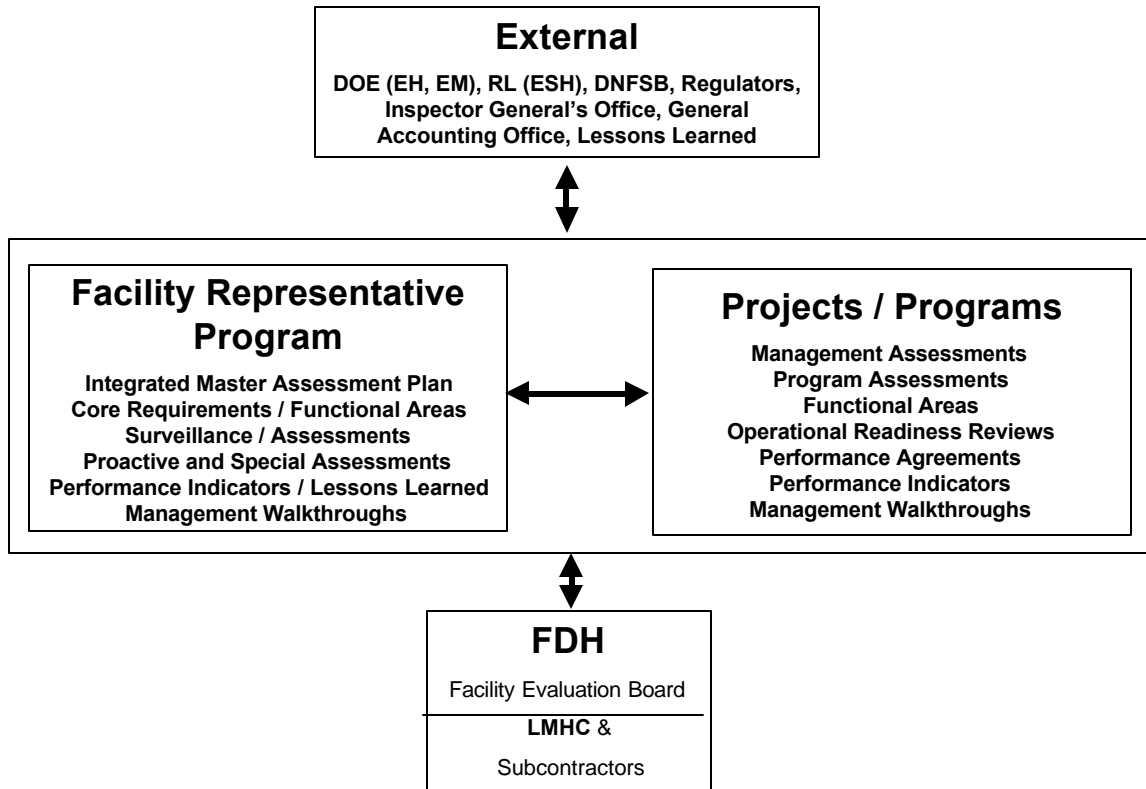 External
DOE (EH, EM), RL (ESH), DNFSB, Regulators,
Inspector General's Office, General
Accounting Office, Lessons Learned
Facility Representative
Program
Integrated Master Assessment Plan
Core Requirements / Functional Areas
Surveillance / Assessments
Proactive and Special Assessments
Performance Indicators / Lessons Learned
Management Walkthroughs
Projects / Programs
Management Assessments
Program Assessments
Functional Areas
Operational Readiness Reviews
Performance Agreements
Performance Indicators
Management Walkthroughs
FDH
Facility Evaluation Board
LMHC &
Subcontractors